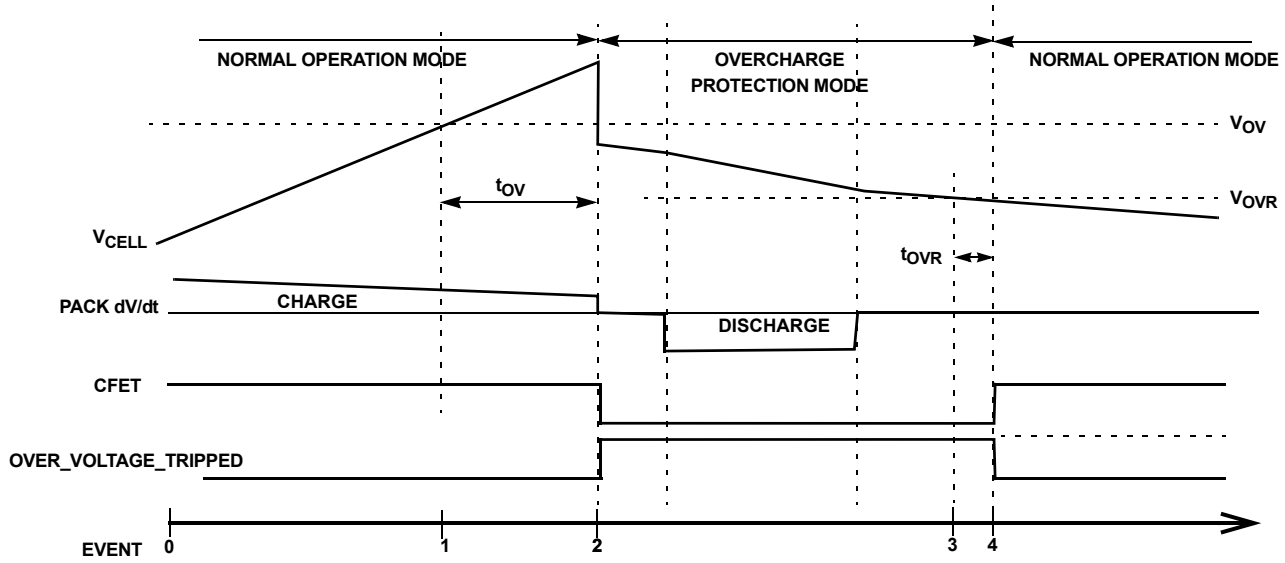 NORMAL OPERATION MODE
OVERCHARGE
PROTECTION MODE
NORMAL OPERATION MODE
VOV
tOV
VOVR
VCELL
tOVR
PACK dV/dt
CHARGE
DISCHARGE
CFET
OVER_VOLTAGE_TRIPPED
EVENT
0
1
2
3
4